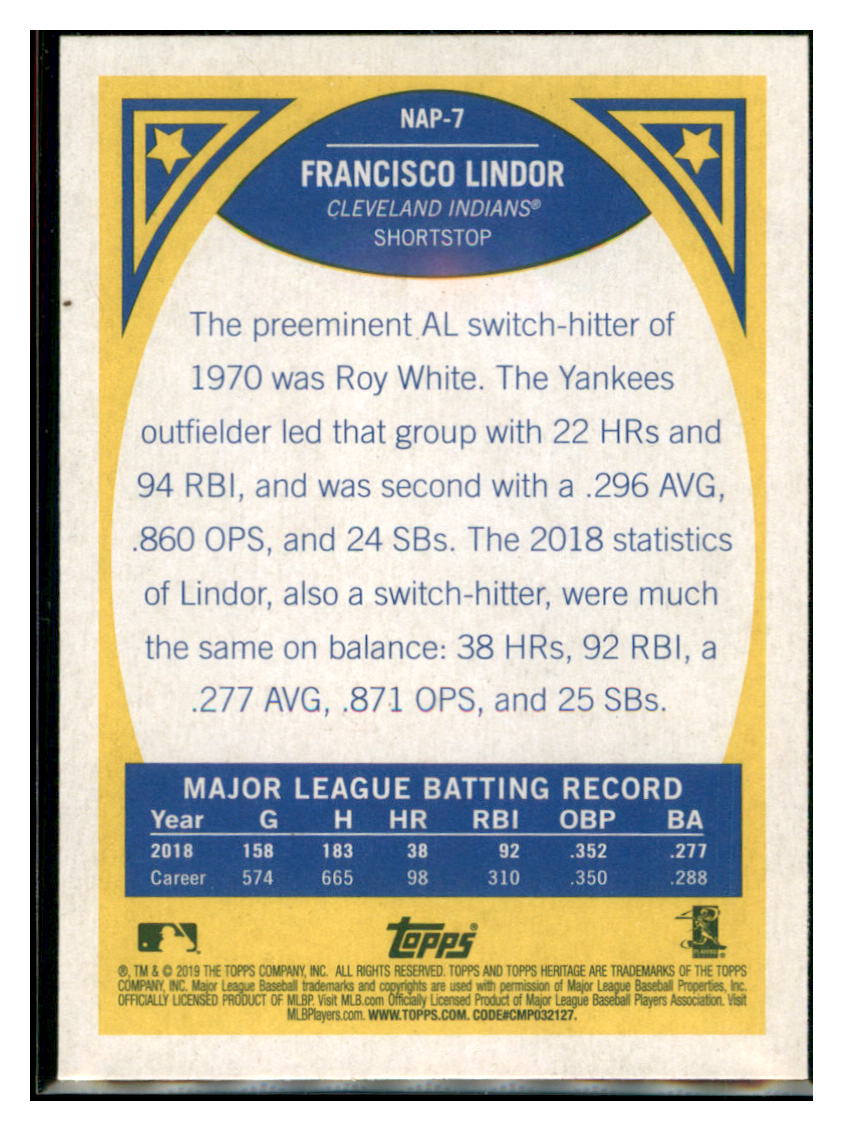 NAP-7
FRANCISCO LINDOR
CLEVELAND INDIANS®
SHORTSTOP
The preeminent AL switch-hitter of
1970 was Roy White. The Yankees
outfielder led that group with 22 HRs and
94 RBI, and was second with a .296 AVG,
.860 OPS, and 24 SBs. The 2018 statistics
of Lindor, also a switch-hitter, were much
the same on balance: 38 HRs, 92 RBI, a
.277 AVG, .871 OPS, and 25 SBs.
MAJOR LEAGUE BATTING RECORD
Year G H HR RBI OBP BA
2018 158 183 38 92 .352 .277
Career 574 665 98 310 .350 .288
Topps®
®, TM & © 2019 THE TOPPS COMPANY, INC. ALL RIGHTS RESERVED. TOPPS AND TOPPS HERITAGE ARE TRADEMARKS OF THE TOPPS
COMPANY, INC. Major League Baseball trademarks and copyrights are used with permission of Major League Baseball Properties, Inc.
OFFICIALLY LICENSED PRODUCT OF MLBP. Visit MLB.com Officially Licensed Product of Major League Baseball Players Association. Visit
MLBPlayers.com. WWW.TOPPS.COM. CODE#CMP032127.